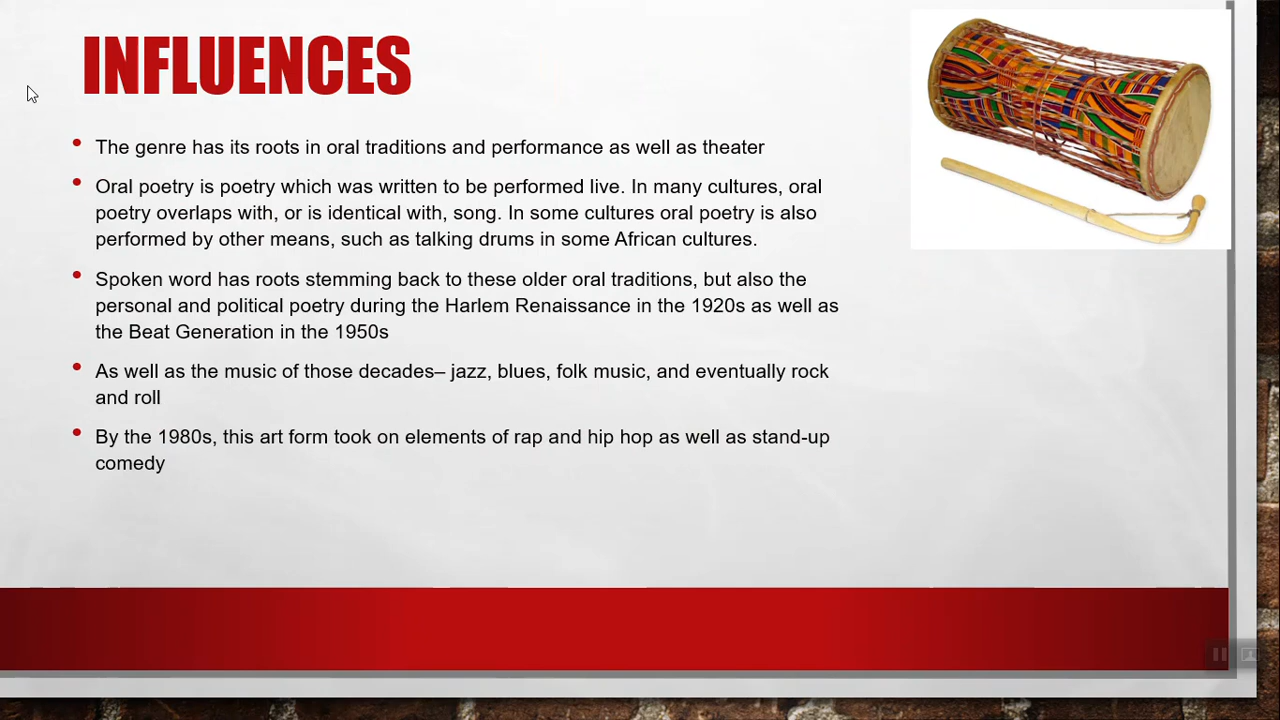 INFLUENCES
• The genre has its roots in oral traditions and performance as well as theater
• Oral poetry is poetry which was written to be performed live. In many cultures, oral
poetry overlaps with, or is identical with, song. In some cultures oral poetry is also
performed by other means, such as talking drums in some African cultures.
• Spoken word has roots stemming back to these older oral traditions, but also the
personal and political poetry during the Harlem Renaissance in the 1920s as well as
the Beat Generation in the 1950s
• As well as the music of those decades– jazz, blues, folk music, and eventually rock
and roll
• By the 1980s, this art form took on elements of rap and hip hop as well as stand-up
comedy